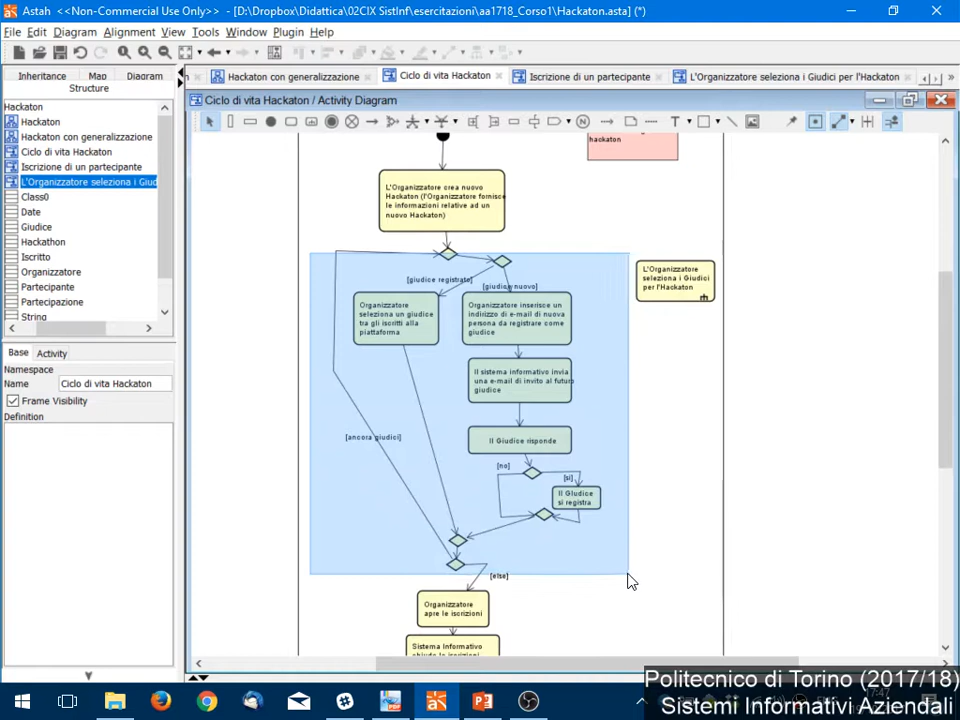 Astah <<Non-Commercial Use Only>> - [D:\Dropbox\Didattica\02CIX SistInf\esercitazioni\aa1718_Corso1\Hackaton.asta] (*)
File Edit Diagram Alignment View Tools Window Plugin Help
Inheritance Map Diagram
Structure
Hackaton con generalizzazione
Ciclo di vita Hackaton
Iscrizione di un partecipante
L'Organizzatore seleziona i Giudici per l'Hackaton
Ciclo di vita Hackaton / Activity Diagram
Hackaton
Hackaton
Hackaton con generalizzazione
Ciclo di vita Hackaton
Iscrizione di un partecipante
L'Organizzatore seleziona i Giud
Class0
Date
Giudice
Hackathon
Iscritto
Organizzatore
Partecipante
Partecipazione
String
Base Activity
Namespace
Name Ciclo di vita Hackaton
Frame Visibility
Definition
hackaton
L'Organizzatore crea nuovo
Hackaton (l'Organizzatore fornisce
le informazioni relative ad un
nuovo Hackaton)
[giudice registrato]
[giudice nuovo]
L'Organizzatore
seleziona i Giudici
per l'Hackaton
Organizzatore
seleziona un giudice
tra gli iscritti alla
piattaforma
Organizzatore inserisce un
indirizzo di e-mail di nuova
persona da registrare come
giudice
Il sistema informativo invia
una e-mail di invito al futuro
giudice
[ancora giudici]
Il Giudice risponde
[no]
[si]
Il Giudice
si registra
[else]
Organizzatore
apre le iscrizioni
Sistema Informativo
Politecnico di Torino (2017/18)
Sistemi Informativi Aziendali